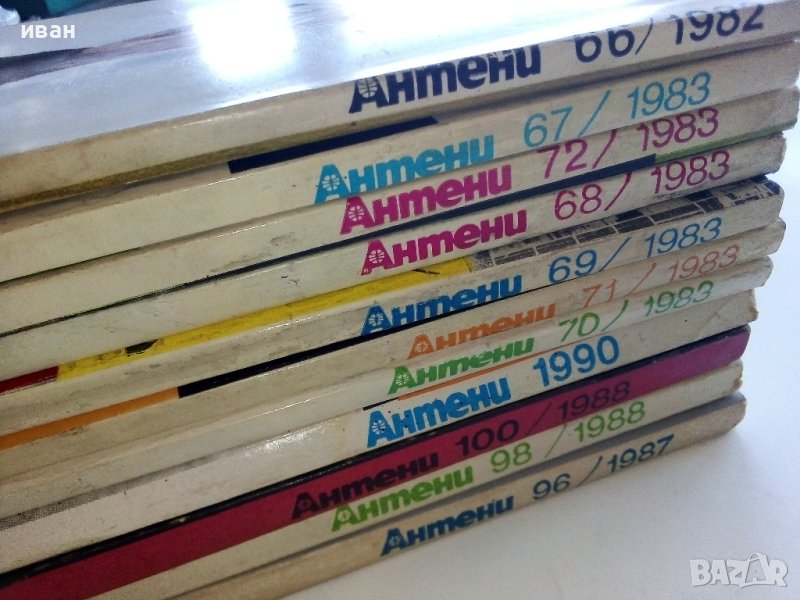 иван
Антени 66/1982
Антени 67/1983
Антени 72/1983
Антени 68/1983
Антени 69/1983
Антени 71/1983
Антени 70/1983
Антени 1990
Антени 100/1988
Антени 98/1988
Антени 96/1987
BAZAR